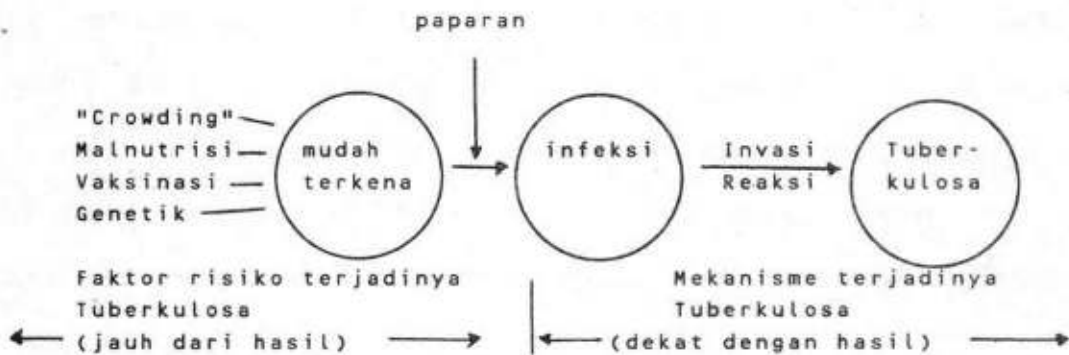 paparan
"Crowding"
Malnutrisi
Vaksinasi
Genetik
mudah
terkena
infeksi
Invasi
Reaksi
Tuber-
kulosa
Faktor risiko terjadinya
Tuberkulosa
(jauh dari hasil)
Mekanisme terjadinya
Tuberkulosa
(dekat dengan hasil)